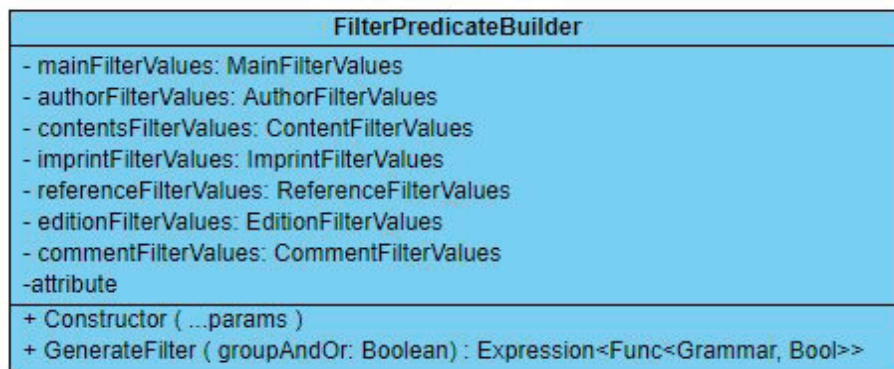 FilterPredicateBuilder
- mainFilterValues: MainFilterValues
- authorFilterValues: AuthorFilterValues
- contentsFilterValues: ContentFilterValues
- imprintFilterValues: ImprintFilterValues
- referenceFilterValues: ReferenceFilterValues
- editionFilterValues: EditionFilterValues
- commentFilterValues: CommentFilterValues
-attribute
+ Constructor ( ...params )
+ GenerateFilter ( groupAndOr: Boolean) : Expression<Func<Grammar, Bool>>